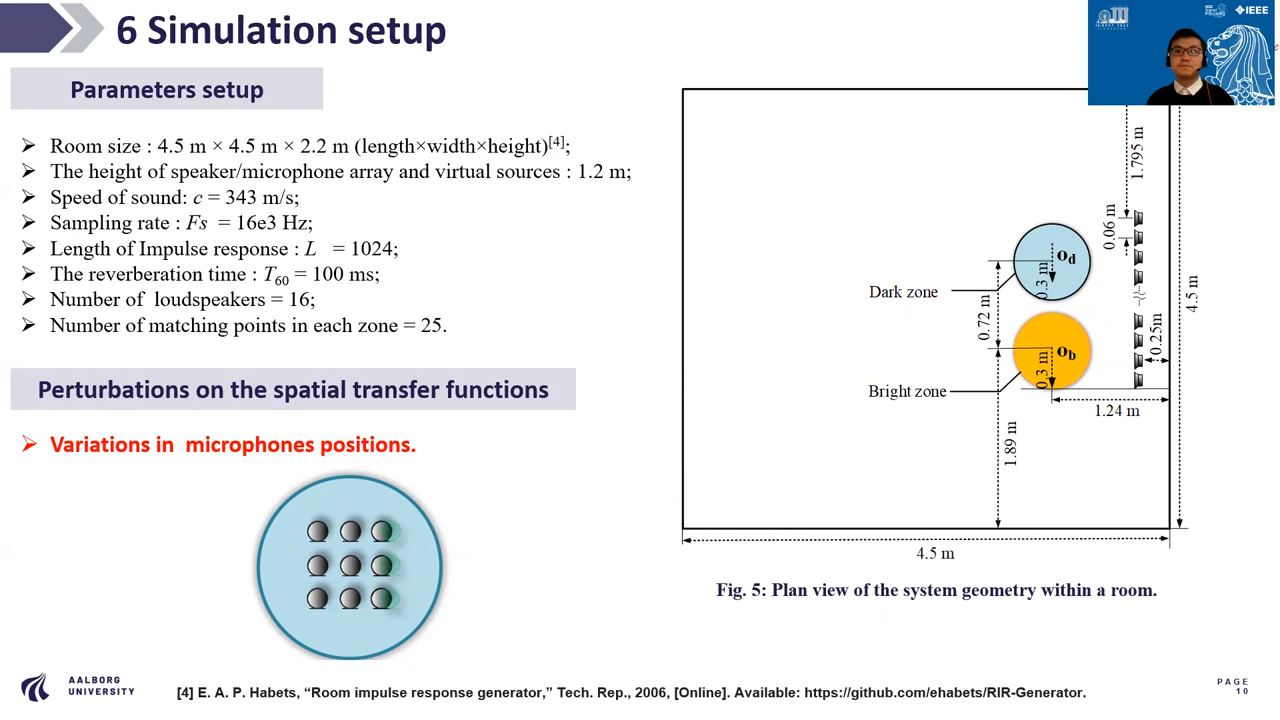 6 Simulation setup
Parameters setup
➢ Room size : 4.5 m × 4.5 m × 2.2 m (length×width×height)[4];
➢ The height of speaker/microphone array and virtual sources : 1.2 m;
➢ Speed of sound: c = 343 m/s;
➢ Sampling rate : Fs = 16e3 Hz;
➢ Length of Impulse response : L = 1024;
➢ The reverberation time : T60 = 100 ms;
➢ Number of loudspeakers = 16;
➢ Number of matching points in each zone = 25.
Perturbations on the spatial transfer functions
➢ Variations in microphones positions.
IEEE
1.795 m
0.06 m
od
0.3 m
Dark zone
4.5 m
0.72 m
0.25m
ob
0.3 m
Bright zone
1.24 m
1.89 m
4.5 m
Fig. 5: Plan view of the system geometry within a room.
AALBORG
UNIVERSITY
[4] E. A. P. Habets, “Room impulse response generator,” Tech. Rep., 2006, [Online]. Available: https://github.com/ehabets/RIR-Generator.
PAGE
10